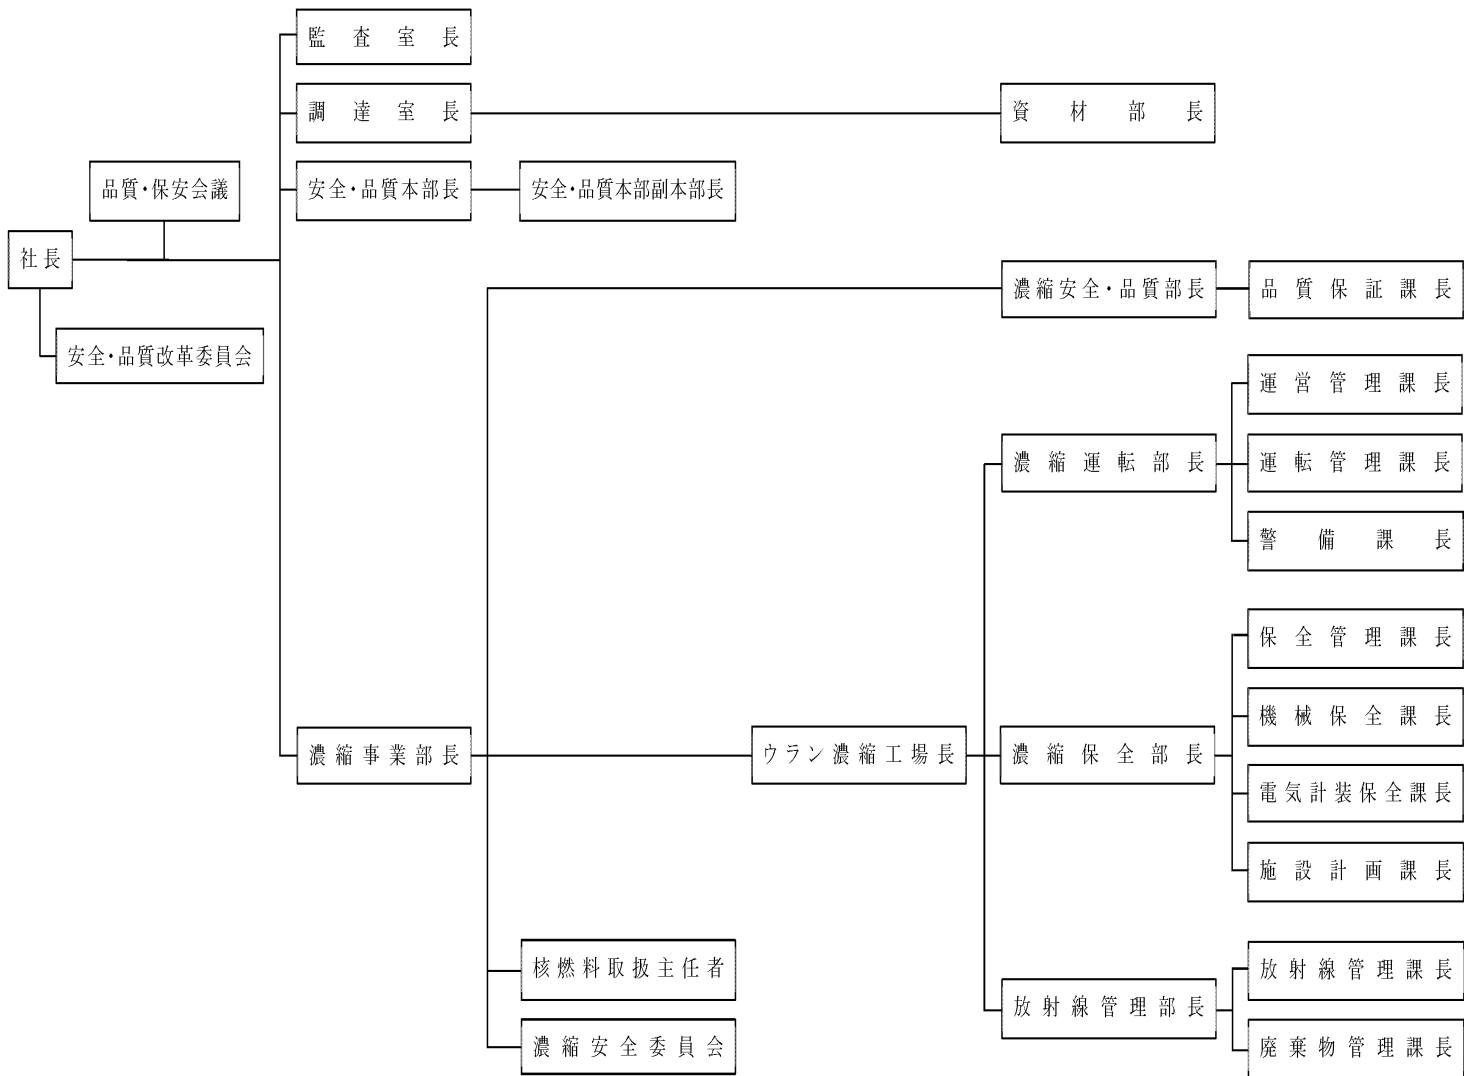 監査室長
調達室長
資材部長
品質・保安会議
安全・品質本部長
安全・品質本部副本部長
社長
濃縮安全・品質部長
品質保証課長
安全・品質改革委員会
運営管理課長
濃縮運転部長
運転管理課長
警備課長
保全管理課長
機械保全課長
濃縮事業部長
ウラン濃縮工場長
濃縮保全部長
電気計装保全課長
施設計画課長
核燃料取扱主任者
放射線管理課長
放射線管理部長
濃縮安全委員会
廃棄物管理課長